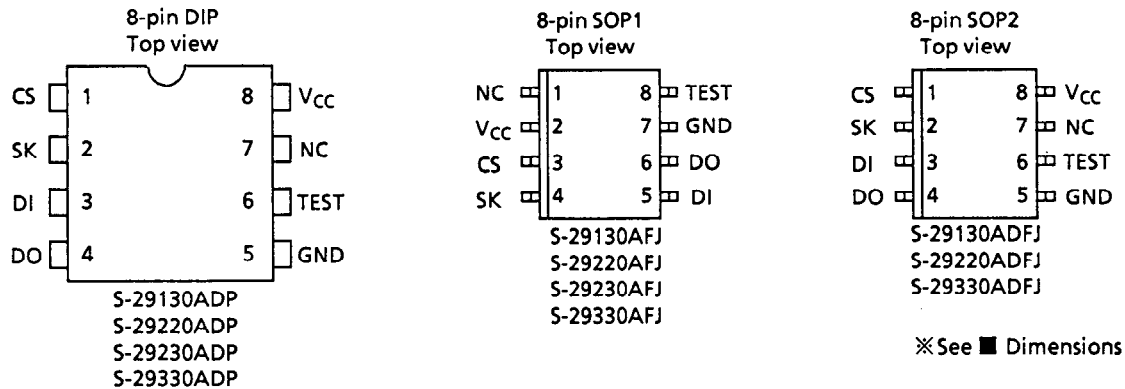 8-pin DIP
Top view
CS 1 8 VCC
SK 2 7 NC
DI 3 6 TEST
DO 4 5 GND
S-29130ADP
S-29220ADP
S-29230ADP
S-29330ADP
8-pin SOP1
Top view
NC 1 8 TEST
VCC 2 7 GND
CS 3 6 DO
SK 4 5 DI
S-29130AFJ
S-29220AFJ
S-29230AFJ
S-29330AFJ
8-pin SOP2
Top view
CS 1 8 VCC
SK 2 7 NC
DI 3 6 TEST
DO 4 5 GND
S-29130ADFJ
S-29220ADFJ
S-29330ADFJ
※See ■ Dimensions